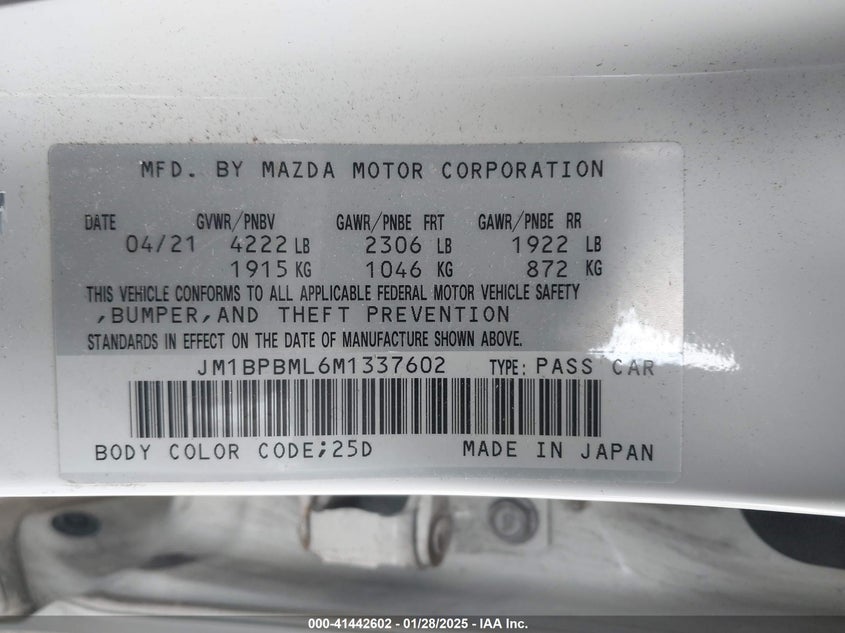 MFD. BY MAZDA MOTOR CORPORATION
DATE GVWR/PNBV GAWR/PNBE FRT GAWR/PNBE RR
04/21 4222 LB 2306 LB 1922 LB
1915 KG 1046 KG 872 KG
THIS VEHICLE CONFORMS TO ALL APPLICABLE FEDERAL MOTOR VEHICLE SAFETY
,BUMPER,AND THEFT PREVENTION
STANDARDS IN EFFECT ON THE DATE OF MANUFACTURE SHOWN ABOVE.
JM1BPBML6M1337602 TYPE: PASS CAR
BODY COLOR CODE;25D MADE IN JAPAN
000-41442602 - 01/28/2025 - IAA Inc.